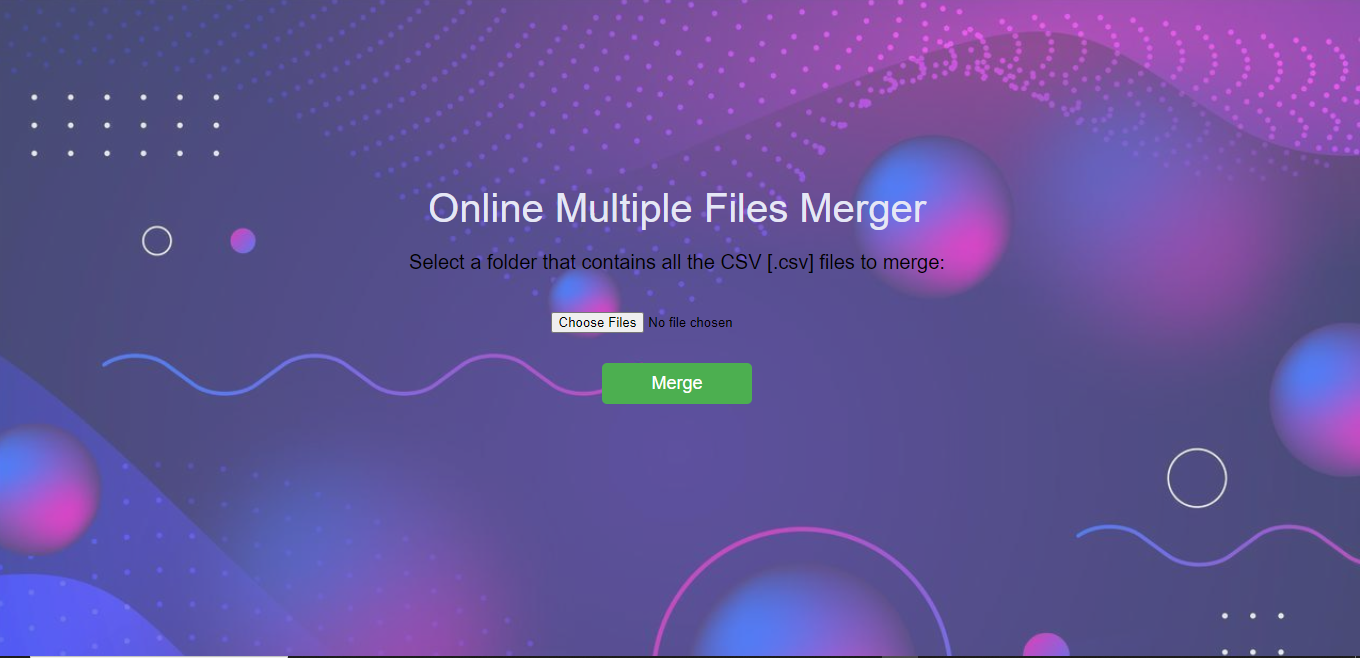 Online Multiple Files Merger
Select a folder that contains all the CSV [.csv] files to merge:
Choose Files No file chosen
Merge